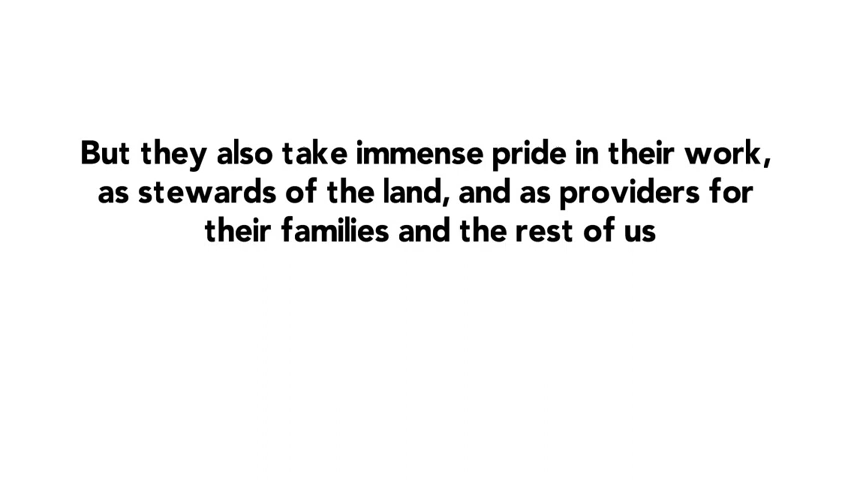 But they also take immense pride in their work,
as stewards of the land, and as providers for
their families and the rest of us